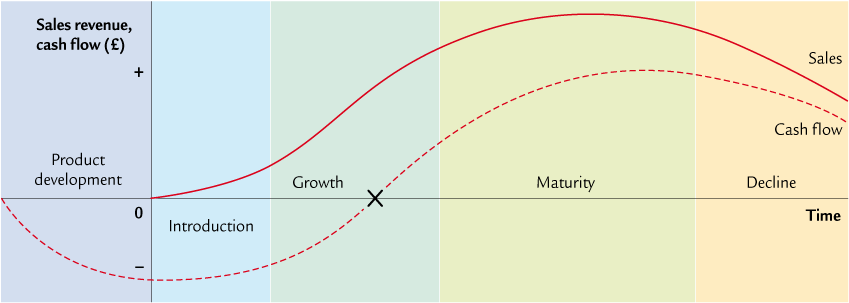 Sales revenue,
cash flow (£)
+
Sales
Cash flow
Product
development
Growth
Maturity
Decline
0
Introduction
Time
–